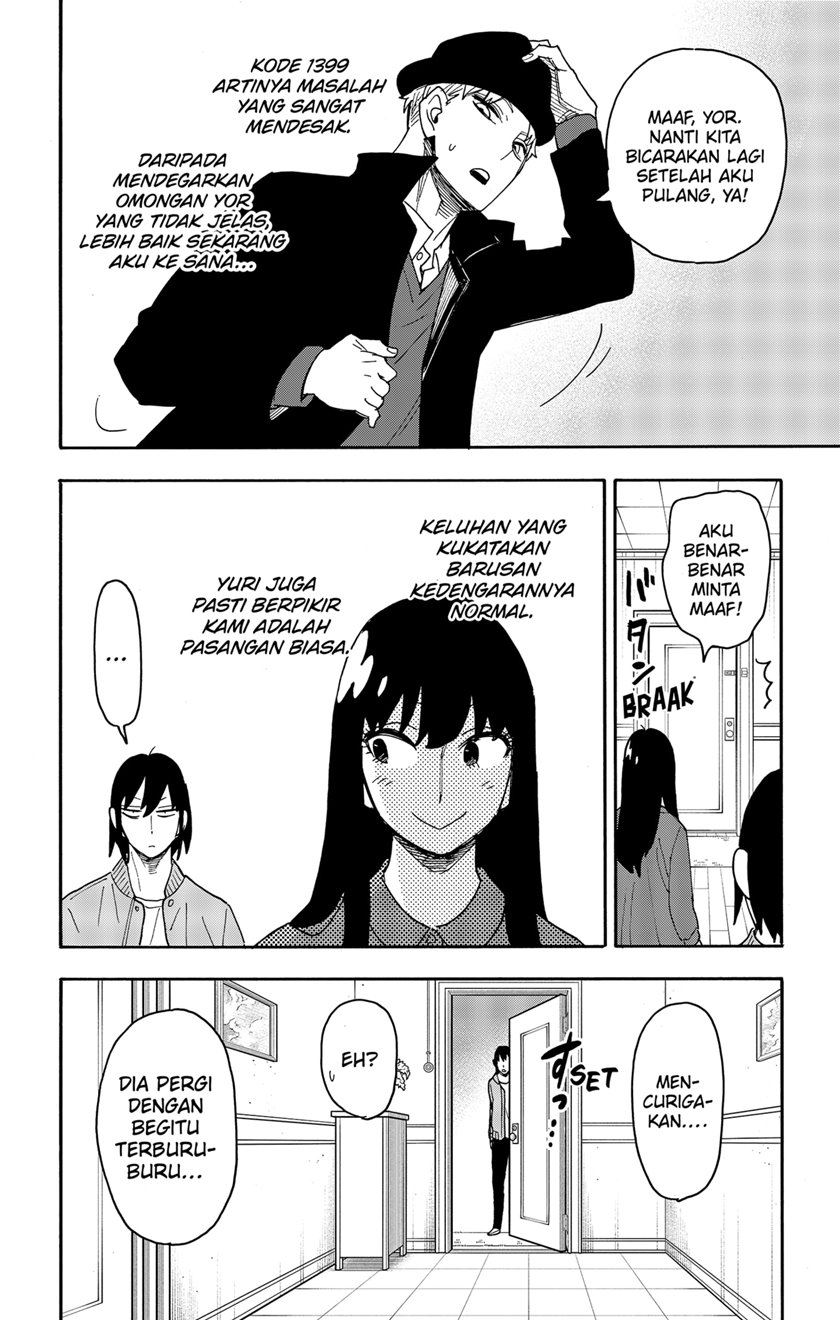 MAAF, YOR.
NANTI KITA
BICARAKAN LAGI
SETELAH AKU
PULANG, YA!
KODE 1399
ARTINYA MASALAH
YANG SANGAT
MENDESAK.
DARIPADA
MENDEGARKAN
OMONGAN YOR
YANG TIDAK JELAS,
LEBIH BAIK SEKARANG
AKU KE SANA...
AKU
BENAR-
BENAR
MINTA
MAAF!
バタン
BRAAK
KELUHAN YANG
KUKATAKAN
BARUSAN
KEDENGARANNYA
NORMAL.
YURI JUGA
PASTI BERPIKIR
KAMI ADALAH
PASANGAN BIASA.
...
MEN-
CURIGA-
KAN....
すっ...
SET
EH?
DIA PERGI
DENGAN
BEGITU
TERBURU-
BURU...